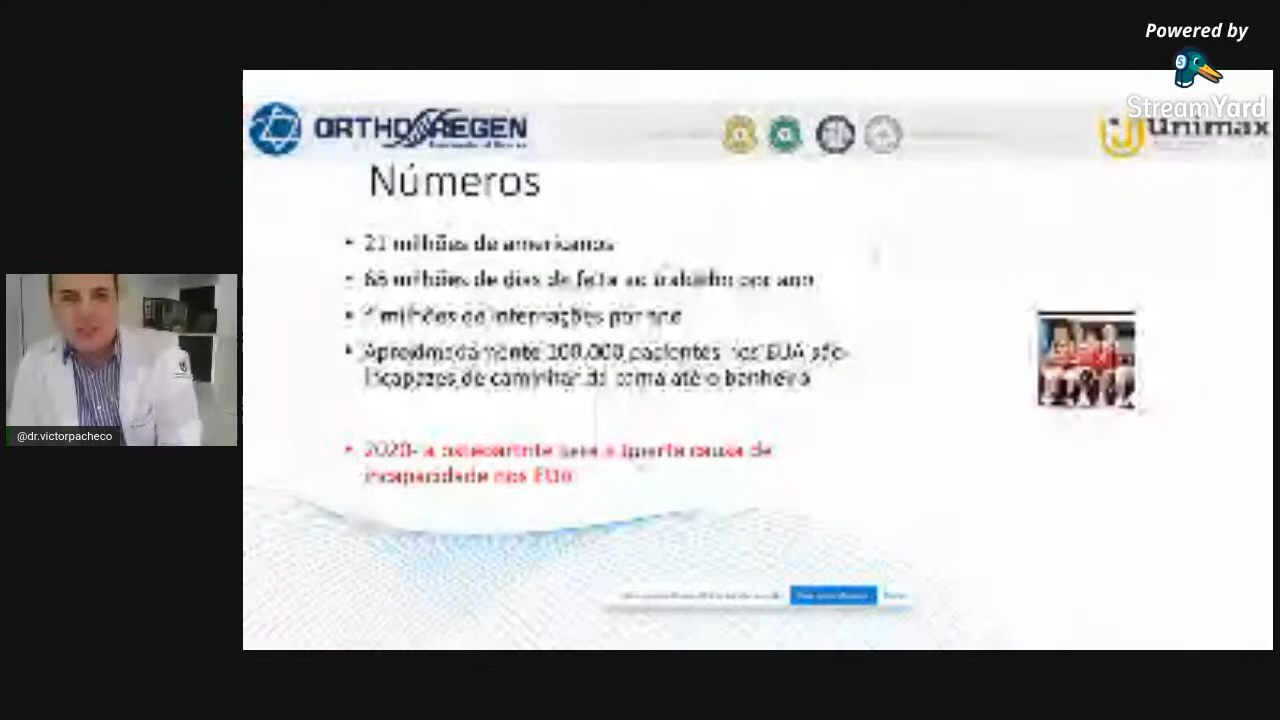 Powered by
StreamYard
ORTHOREGEN
Unimax
Números
• 21 milhões de americanos
• 68 milhões de dias de falta ao trabalho por ano
• milhões de internações por ano
• Aproximadamente 100.000 pacientes nos EUA são
incapazes de caminhar da cama até o banheiro
• 2020- a osteoartrite será a quarta causa de
incapacidade nos EUA
@dr.victorpacheco